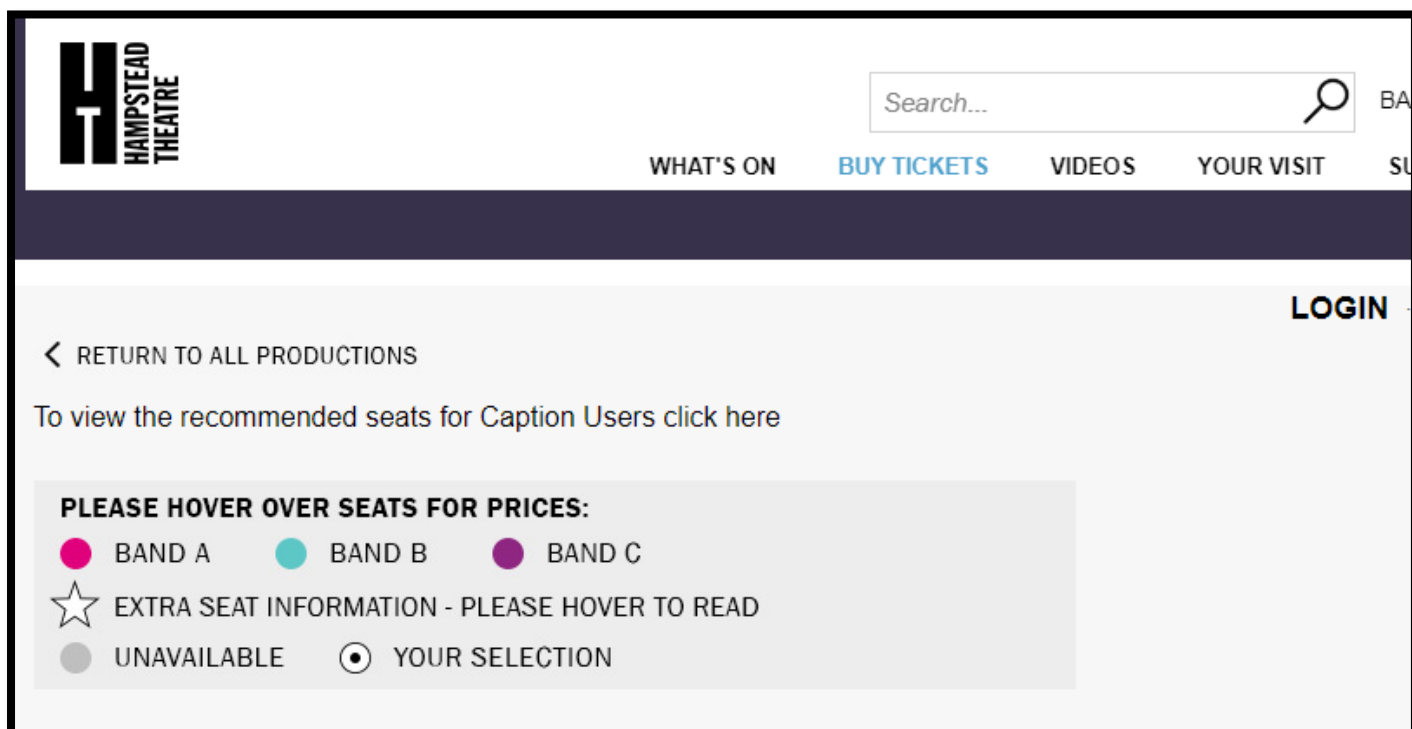 HAMPSTEAD
THEATRE
Search...
BA
WHAT'S ON BUY TICKETS VIDEOS YOUR VISIT SU
LOGIN
RETURN TO ALL PRODUCTIONS
To view the recommended seats for Caption Users click here
PLEASE HOVER OVER SEATS FOR PRICES:
BAND A BAND B BAND C
EXTRA SEAT INFORMATION - PLEASE HOVER TO READ
UNAVAILABLE YOUR SELECTION